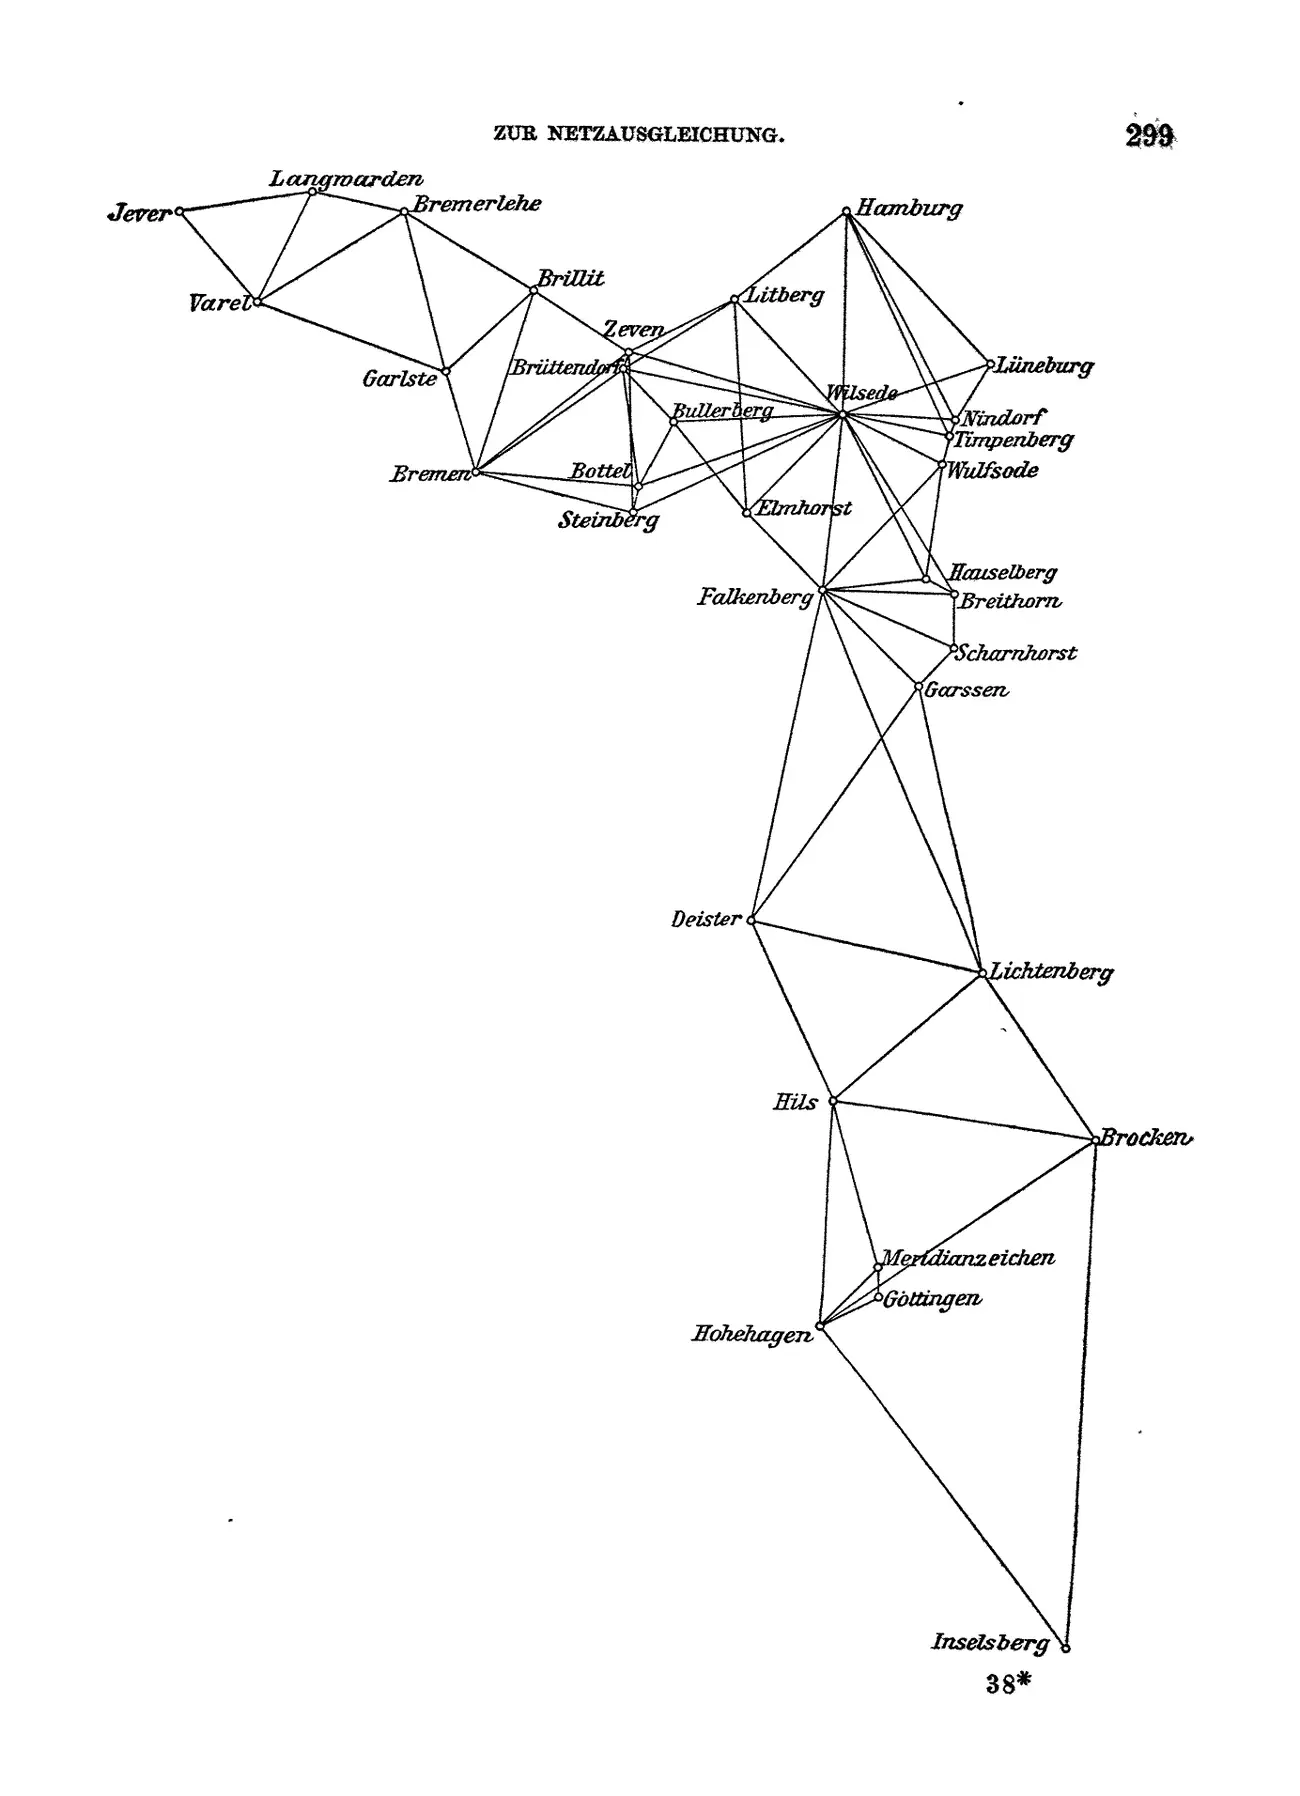 ZUR NETZAUSGLEICHUNG.
299
Langwarden
Jever
Bremerlehe
Hamburg
Varel
Brillit
Litberg
Zeven
Garlste
Brüttendorf
Lüneburg
Wilsede
Bullerberg
Nindorf
Timpenberg
Bremen
Bottel
Wulfsode
Steinberg
Elmhorst
Hauselberg
Falkenberg
Breithorn
Scharnhorst
Garssen
Deister
Lichtenberg
Hils
Brocken
Meridianzeichen
Göttingen
Hohehagen
Inselsberg
38*